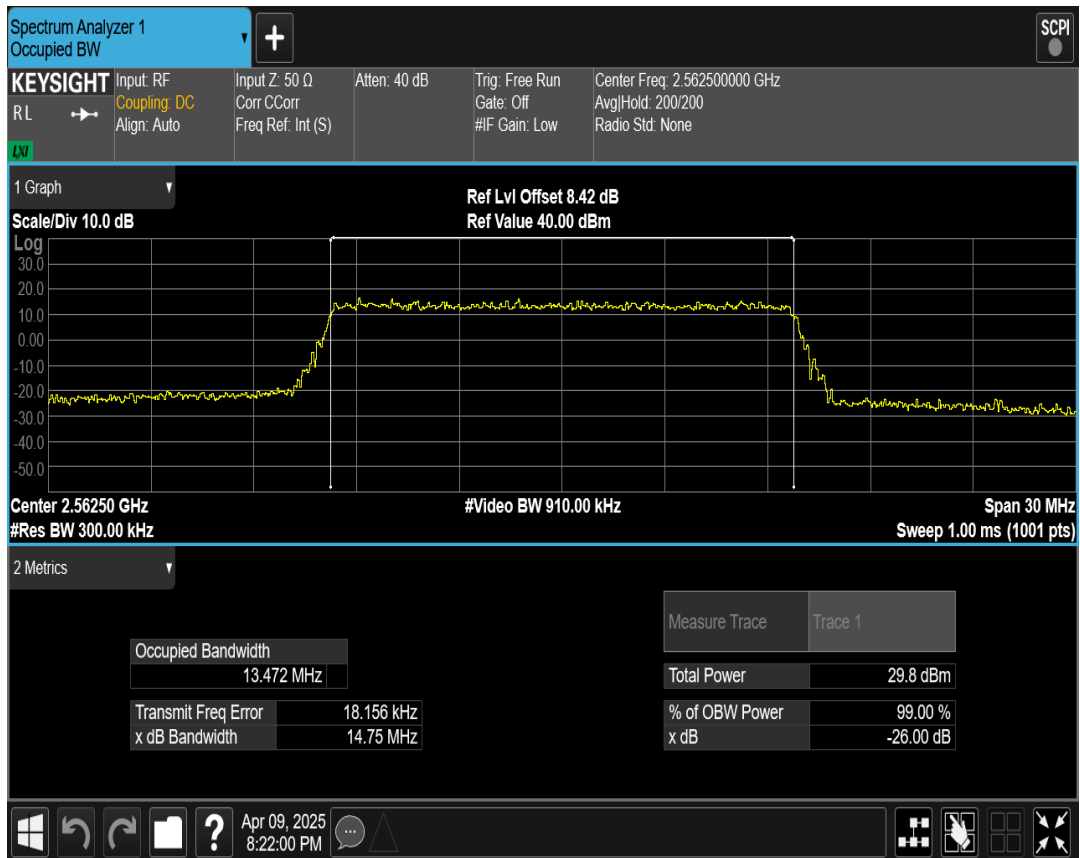 Spectrum Analyzer 1
Occupied BW
+
SCPI
KEYSIGHT
RL
LXI
Input: RF
Coupling: DC
Align: Auto
Input Z: 50 Ω
Corr CCorr
Freq Ref: Int (S)
Atten: 40 dB
Trig: Free Run
Gate: Off
#IF Gain: Low
Center Freq: 2.562500000 GHz
Avg|Hold: 200/200
Radio Std: None
1 Graph
Ref Lvl Offset 8.42 dB
Scale/Div 10.0 dB
Ref Value 40.00 dBm
Log
30.0
20.0
10.0
0.00
-10.0
-20.0
-30.0
-40.0
-50.0
Center 2.56250 GHz
#Video BW 910.00 kHz
Span 30 MHz
#Res BW 300.00 kHz
Sweep 1.00 ms (1001 pts)
2 Metrics
Measure Trace Trace 1
Occupied Bandwidth
13.472 MHz
Total Power 29.8 dBm
Transmit Freq Error 18.156 kHz
% of OBW Power 99.00 %
x dB Bandwidth 14.75 MHz
x dB -26.00 dB
?
Apr 09, 2025
8:22:00 PM